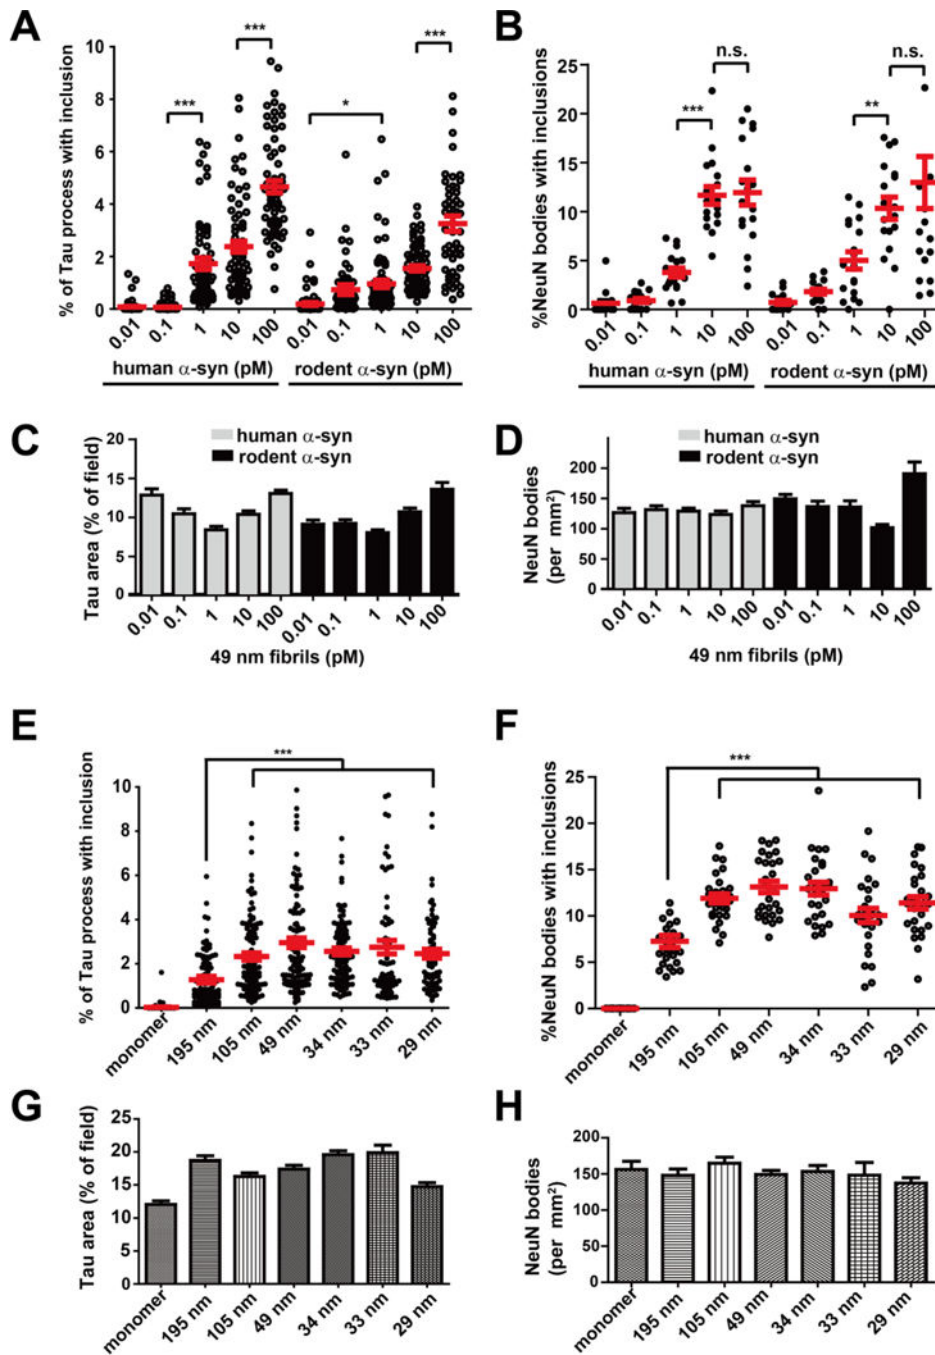 A
% of Tau process with inclusion
10
8
6
4
2
0
***
***
*
***
0.01 0.1 1 10 100 0.01 0.1 1 10 100
human α-syn (pM) rodent α-syn (pM)
B
%NeuN bodies with inclusions
25
20
15
10
5
0
***
n.s.
**
n.s.
0.01 0.1 1 10 100 0.01 0.1 1 10 100
human α-syn (pM) rodent α-syn (pM)
C
Tau area (% of field)
20
15
10
5
0
human α-syn
rodent α-syn
0.01 0.1 1 10 100 0.01 0.1 1 10 100
49 nm fibrils (pM)
D
NeuN bodies
(per mm²)
200
150
100
50
0
human α-syn
rodent α-syn
0.01 0.1 1 10 100 0.01 0.1 1 10 100
49 nm fibrils (pM)
E
% of Tau process with inclusion
10
8
6
4
2
0
***
monomer 195 nm 105 nm 49 nm 34 nm 33 nm 29 nm
F
%NeuN bodies with inclusions
25
20
15
10
5
0
***
monomer 195 nm 105 nm 49 nm 34 nm 33 nm 29 nm
G
Tau area (% of field)
25
20
15
10
5
0
monomer 195 nm 105 nm 49 nm 34 nm 33 nm 29 nm
H
NeuN bodies
(per mm²)
200
150
100
50
0
monomer 195 nm 105 nm 49 nm 34 nm 33 nm 29 nm